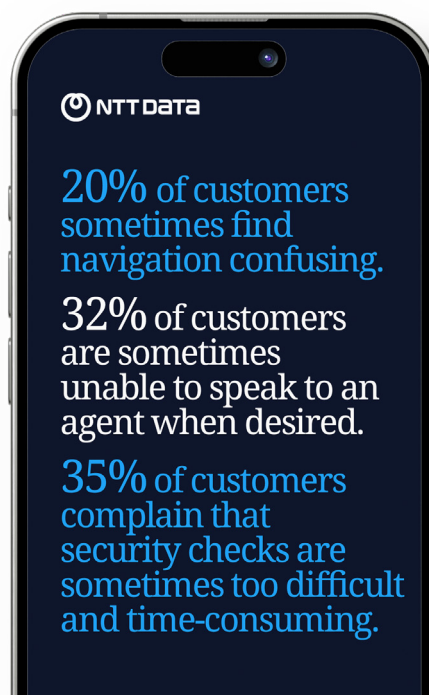 NTT DATA
20% of customers
sometimes find
navigation confusing.
32% of customers
are sometimes
unable to speak to an
agent when desired.
35% of customers
complain that
security checks are
sometimes too difficult
and time-consuming.